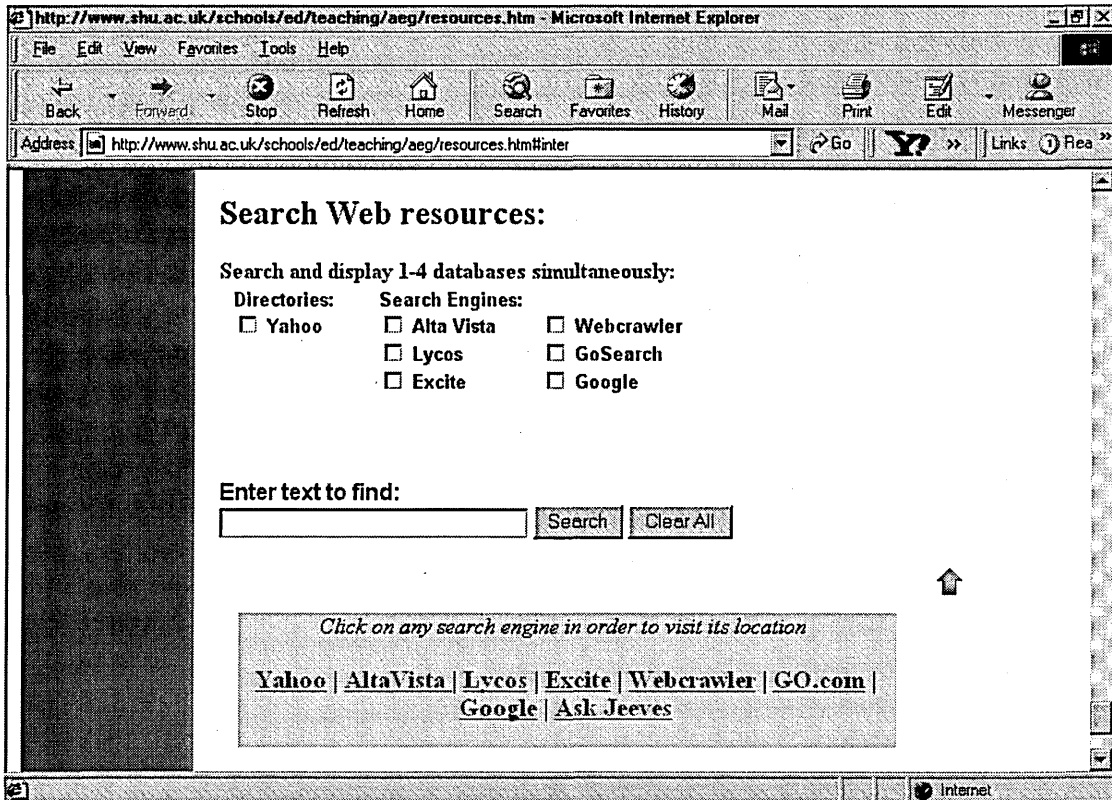 http://www.shu.ac.uk/schools/ed/teaching/aeg/resources.htm - Microsoft Internet Explorer
File Edit View Favorites Tools Help
Back Forward Stop Refresh Home Search Favorites History Mail Print Edit Messenger
Address http://www.shu.ac.uk/schools/ed/teaching/aeg/resources.htm#inter Go Y? » Links Rea »
Search Web resources:
Search and display 1-4 databases simultaneously:
Directories: Search Engines:
Yahoo Alta Vista Webcrawler
Lycos GoSearch
Excite Google
Enter text to find:
Search Clear All
Click on any search engine in order to visit its location
Yahoo | AltaVista | Lycos | Excite | Webcrawler | GO.com |
Google | Ask Jeeves
Internet